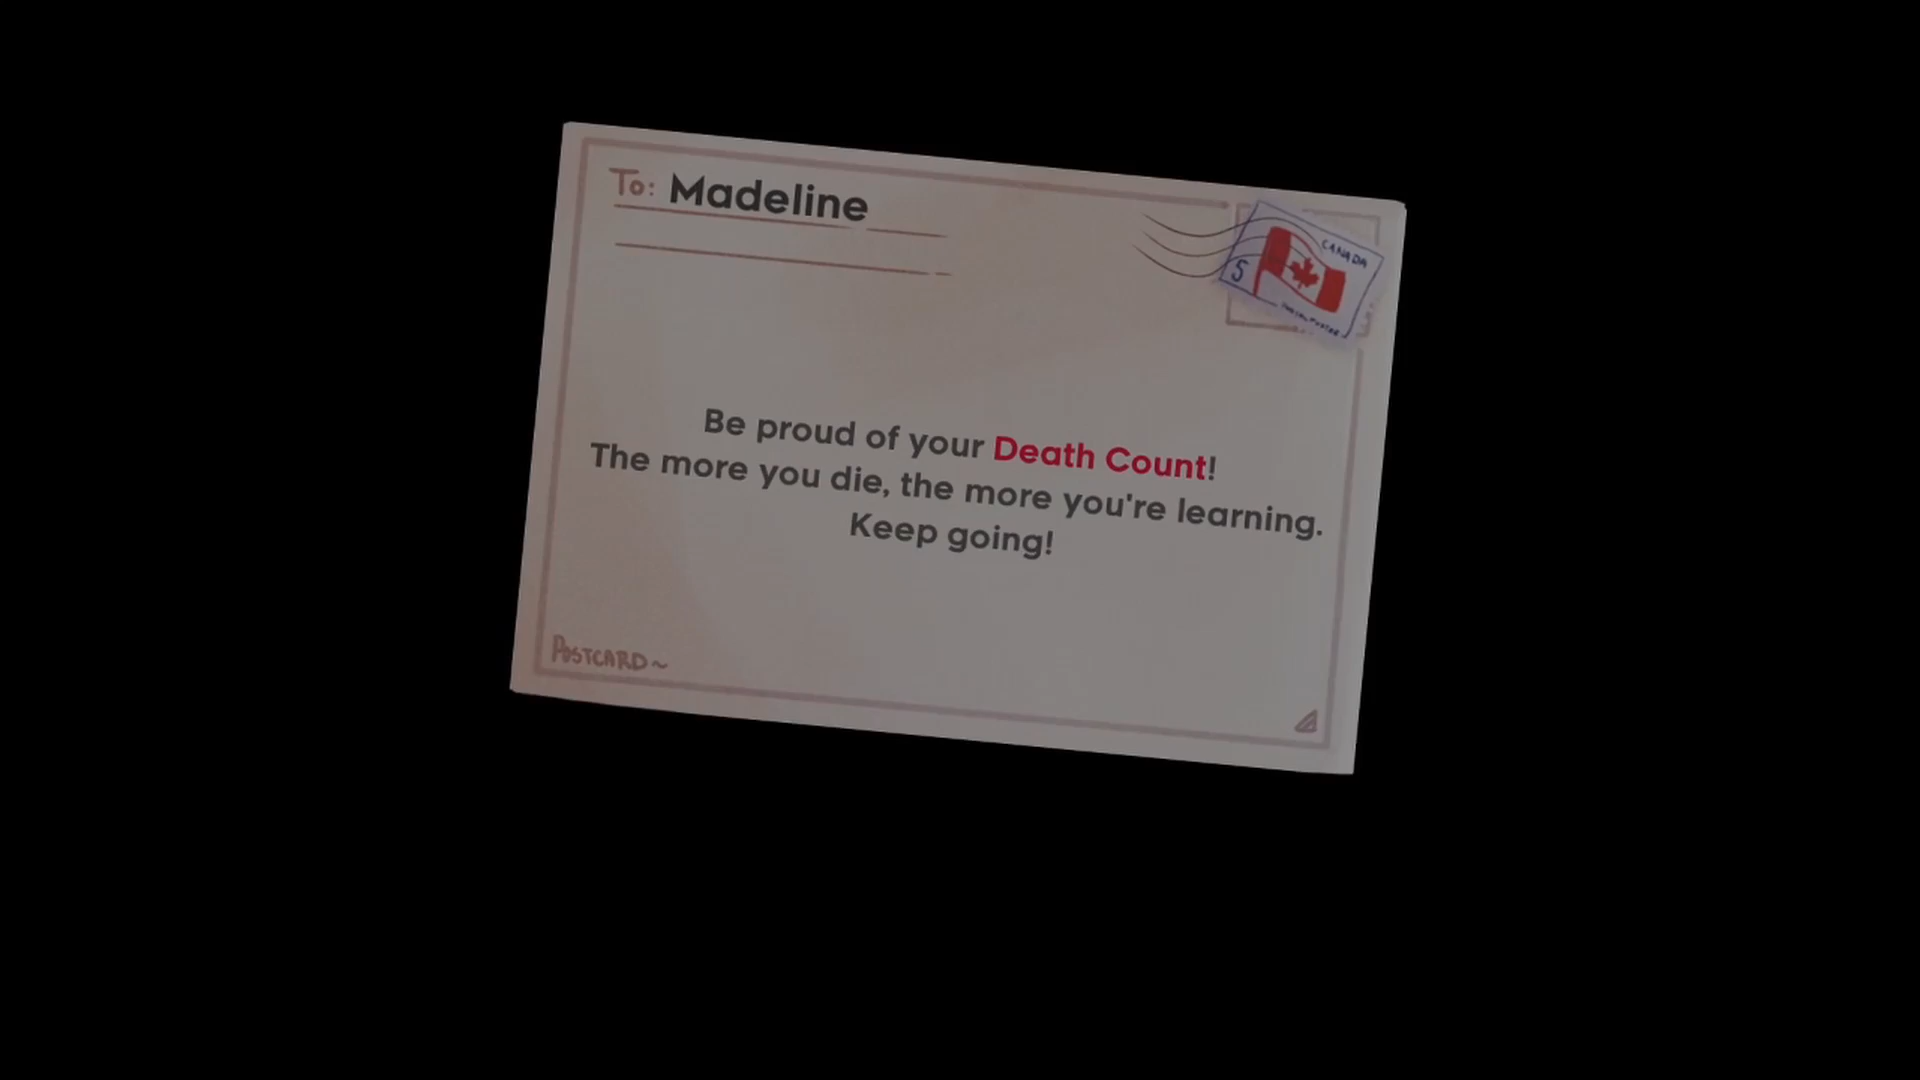 To: Madeline
CANADA
5
Be proud of your Death Count!
The more you die, the more you're learning.
Keep going!
POSTCARD~